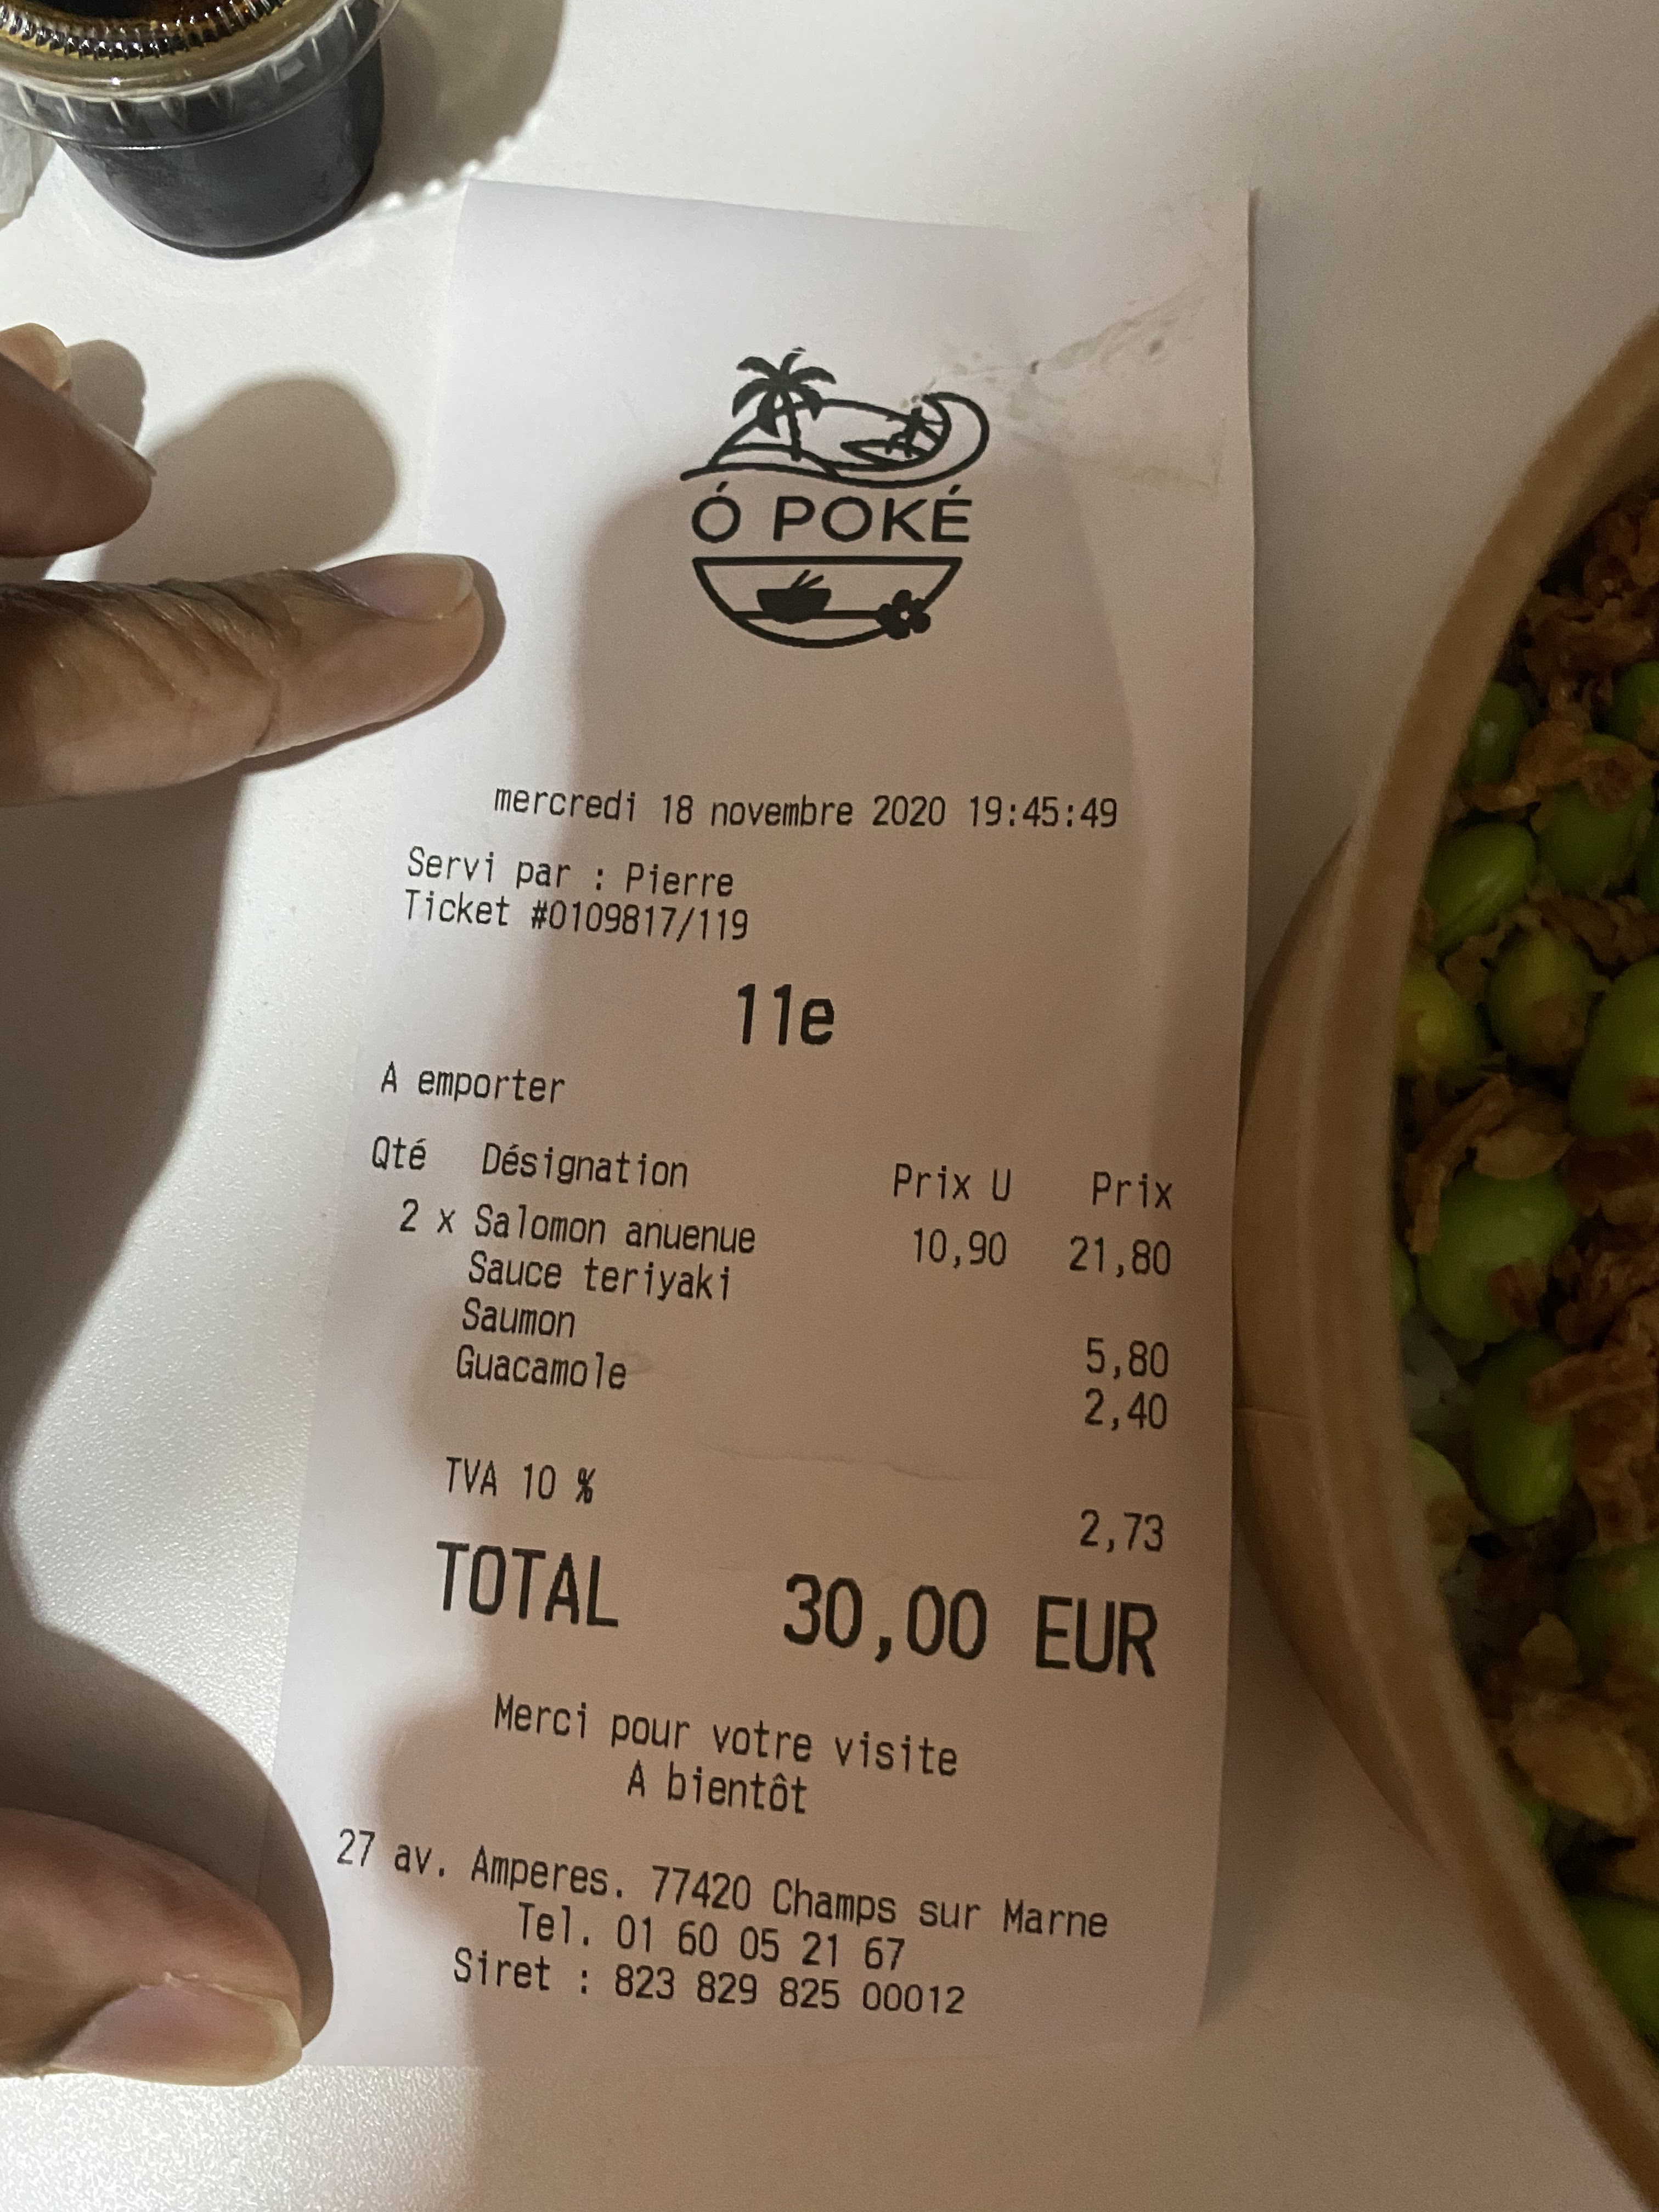 Ó POKÉ
mercredi 18 novembre 2020 19:45:49
Servi par : Pierre
Ticket #0109817/119
11e
A emporter
Qté Désignation Prix U Prix
2 x Salomon anuenue 10,90 21,80
Sauce teriyaki
Saumon 5,80
Guacamole 2,40
TVA 10 % 2,73
TOTAL 30,00 EUR
Merci pour votre visite
A bientôt
27 av. Amperes. 77420 Champs sur Marne
Tel. 01 60 05 21 67
Siret : 823 829 825 00012